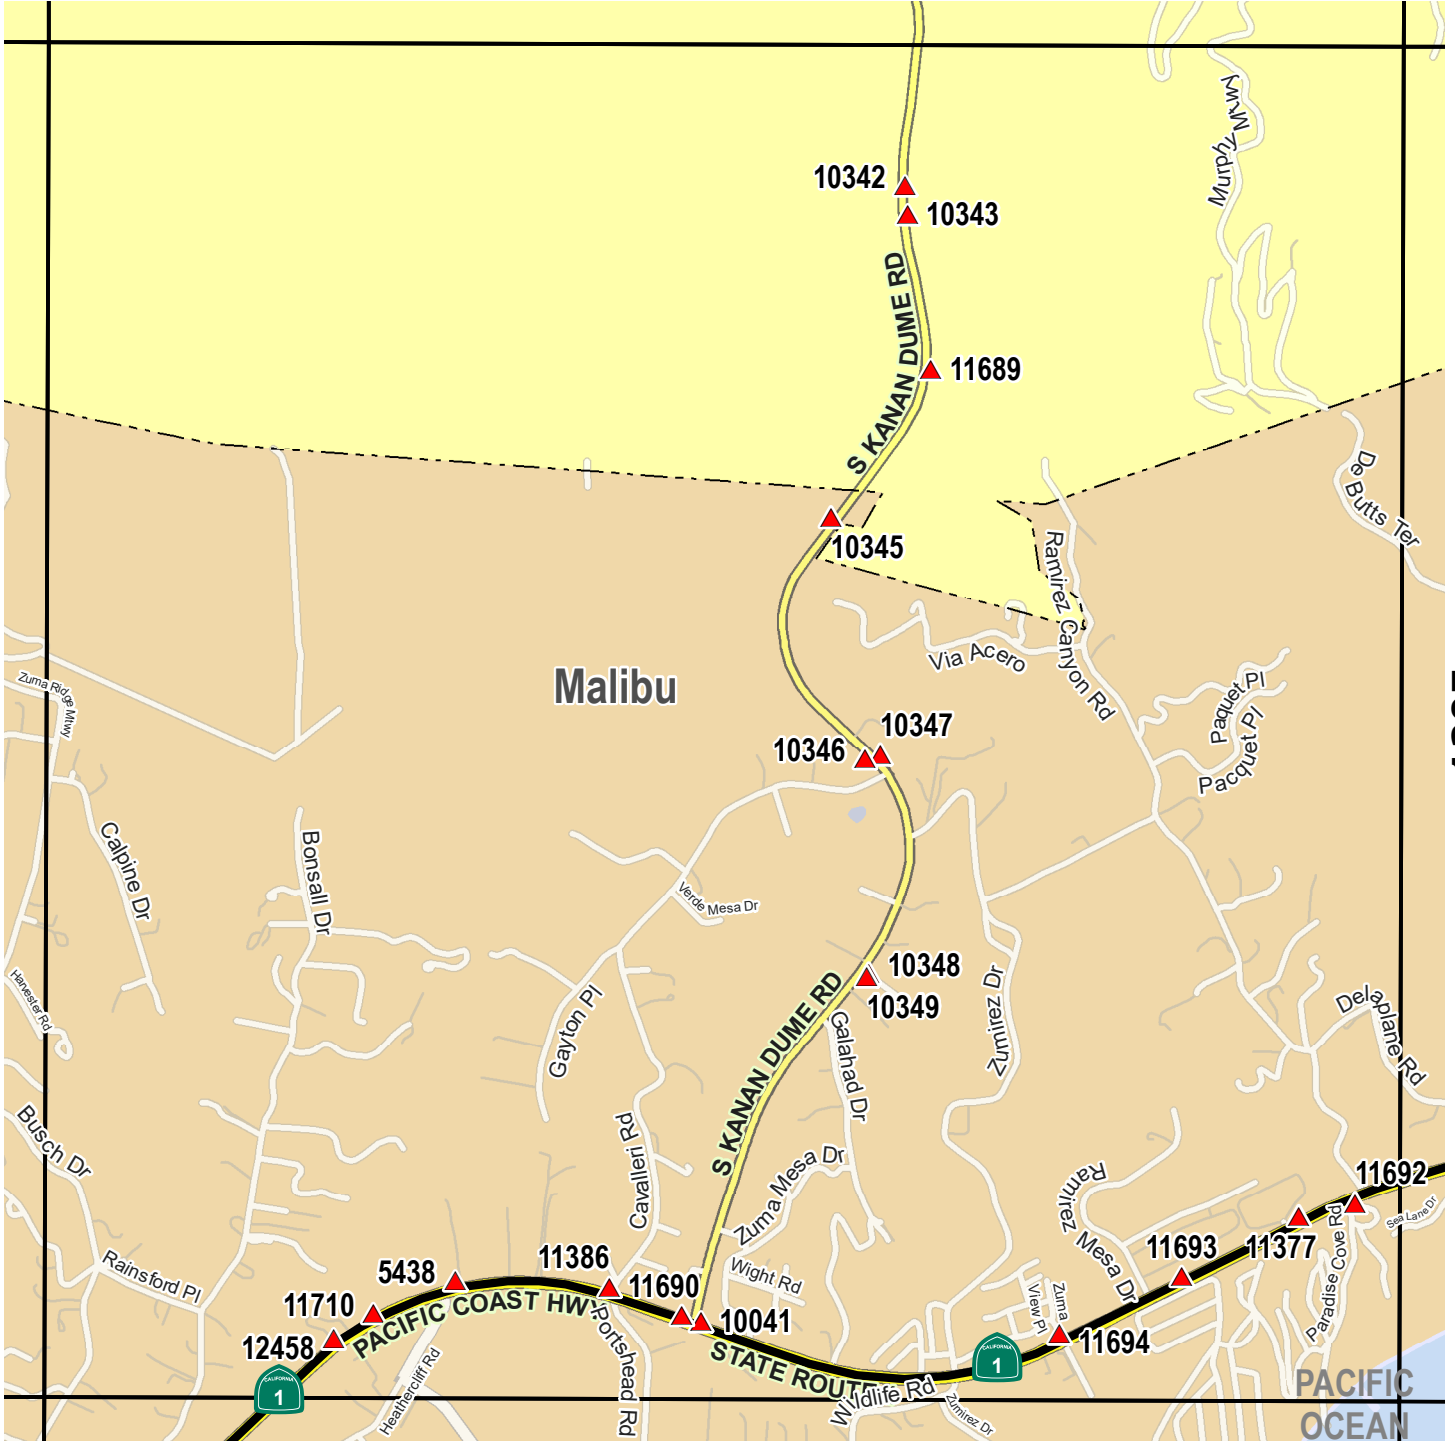 Murphy Mtwy
10342
10343
S KANAN DUME RD
11689
De Butts Ter
10345
Ramirez Canyon Rd
Via Acero
Malibu
Zuma Ridge Mtwy
Paquet Pl
Pacquet Pl
10347
10346
Calpine Dr
Bonsall Dr
Verde Mesa Dr
Harvester Rd
10348
10349
Zumirez Dr
Delaplane Rd
Gayton Pl
S KANAN DUME RD
Galahad Dr
Busch Dr
Cavalleri Rd
Zuma Mesa Dr
Ramirez Mesa Dr
11692
Sea Lane Dr
Paradise Cove Rd
11693
11377
Rainsford Pl
5438
11386
11690
Wight Rd
11710
PACIFIC COAST HWY
10041
View Pl
Zuma
12458
11694
Portshead Rd
STATE ROUTE
CALIFORNIA
1
CALIFORNIA
1
Heathercliff Rd
Wildlife Rd
Zumirez Dr
PACIFIC
OCEAN